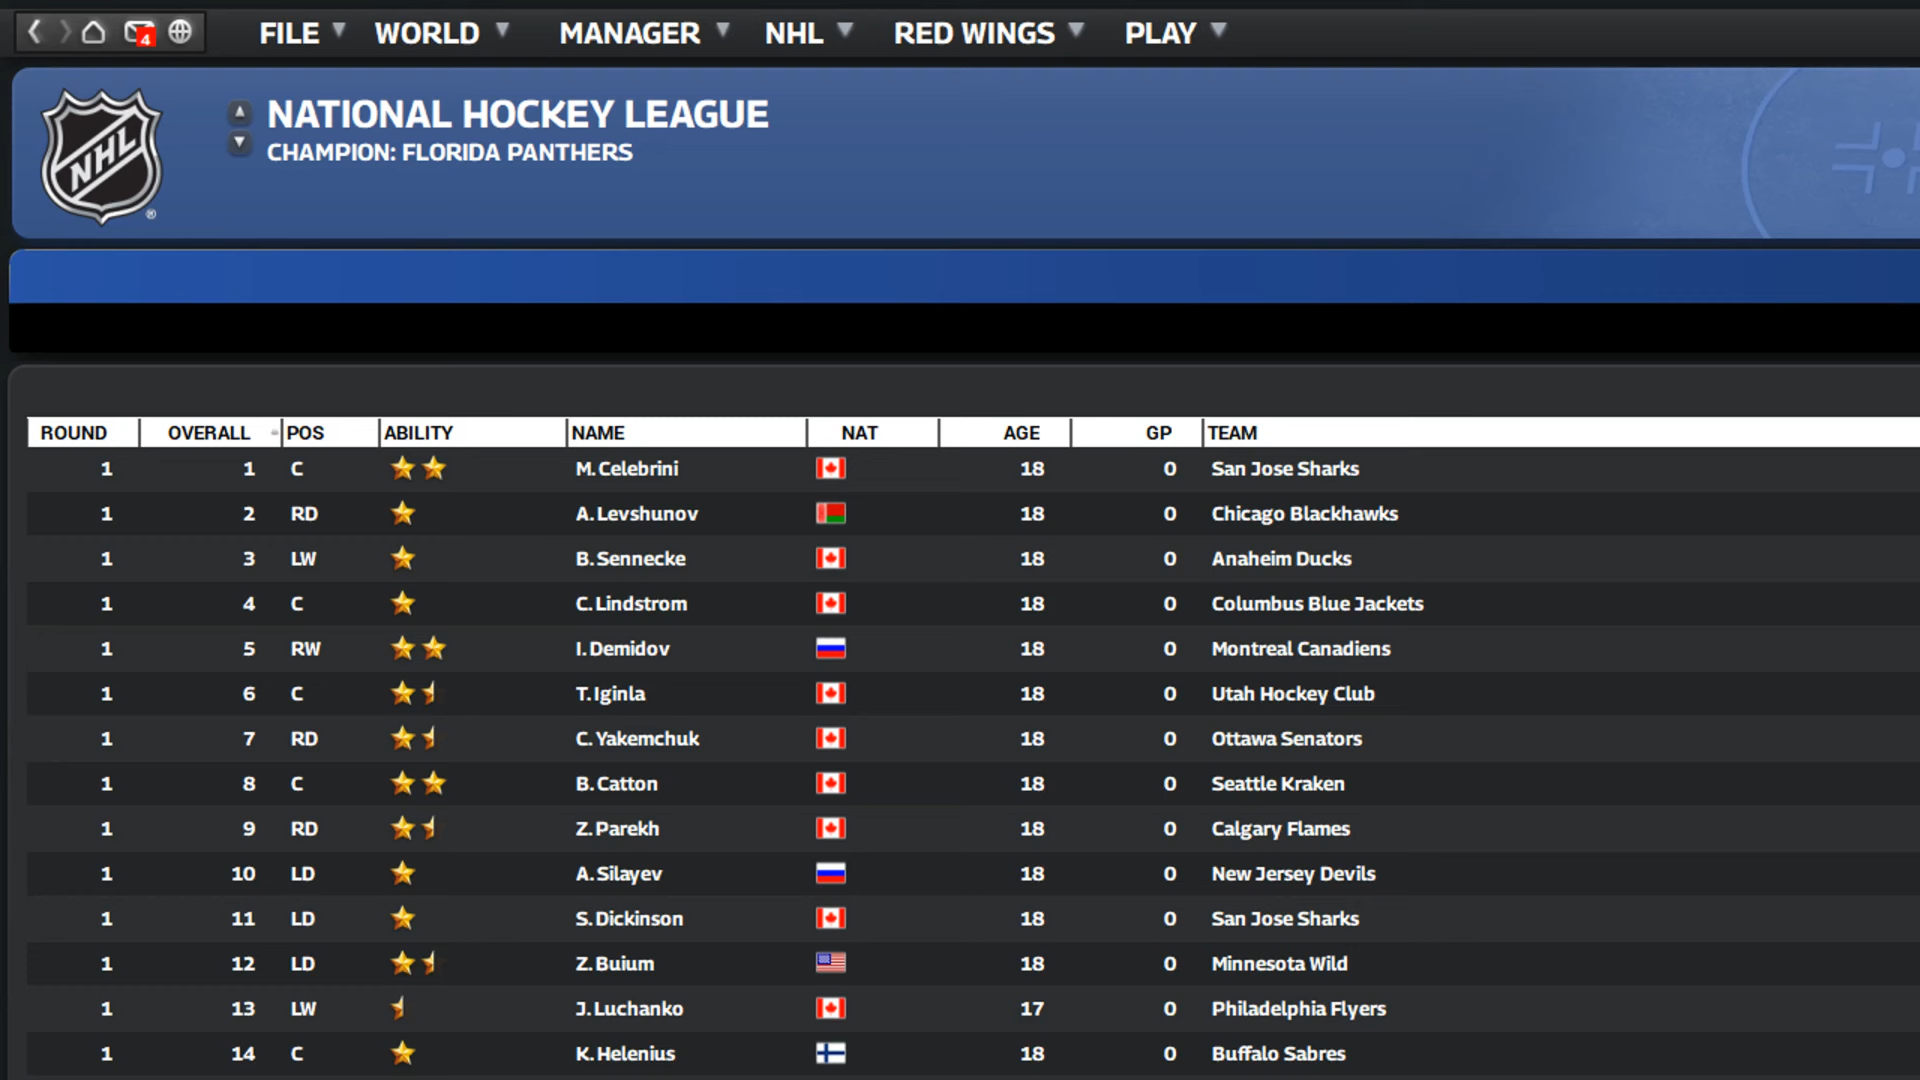 4 FILE WORLD MANAGER NHL RED WINGS PLAY
NHL ®
NATIONAL HOCKEY LEAGUE
CHAMPION: FLORIDA PANTHERS
ROUND OVERALL POS ABILITY NAME NAT AGE GP TEAM
1 1 C M. Celebrini 18 0 San Jose Sharks
1 2 RD A. Levshunov 18 0 Chicago Blackhawks
1 3 LW B. Sennecke 18 0 Anaheim Ducks
1 4 C C. Lindstrom 18 0 Columbus Blue Jackets
1 5 RW I. Demidov 18 0 Montreal Canadiens
1 6 C T. Iginla 18 0 Utah Hockey Club
1 7 RD C. Yakemchuk 18 0 Ottawa Senators
1 8 C B. Catton 18 0 Seattle Kraken
1 9 RD Z. Parekh 18 0 Calgary Flames
1 10 LD A. Silayev 18 0 New Jersey Devils
1 11 LD S. Dickinson 18 0 San Jose Sharks
1 12 LD Z. Buium 18 0 Minnesota Wild
1 13 LW J. Luchanko 17 0 Philadelphia Flyers
1 14 C K. Helenius 18 0 Buffalo Sabres